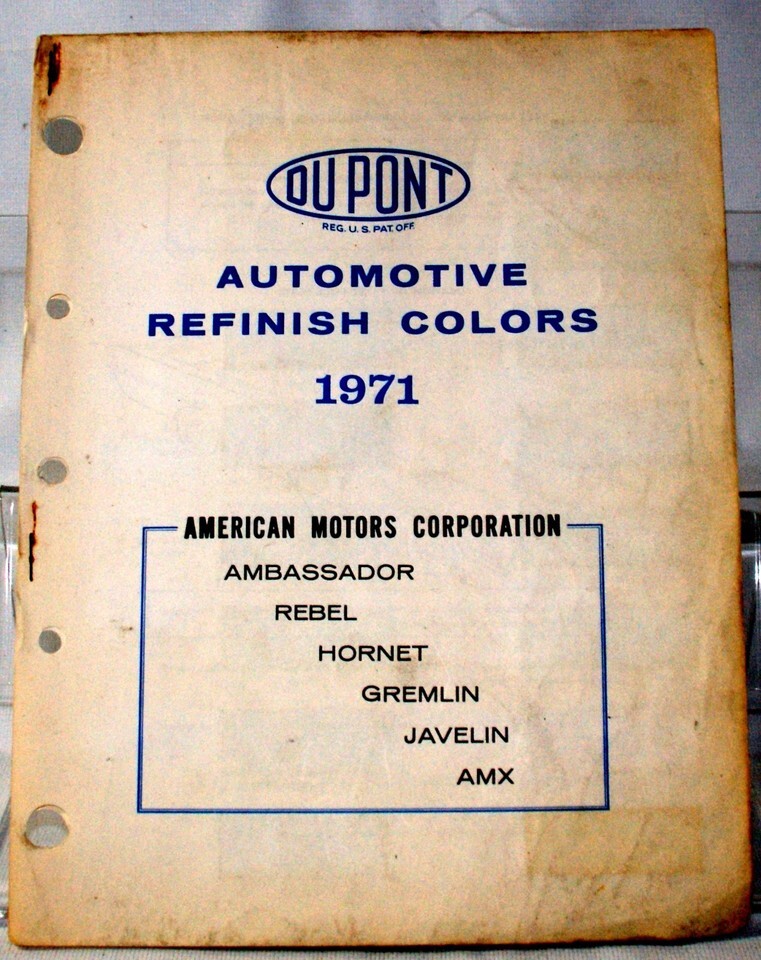 DU PONT
REG. U. S. PAT. OFF.
AUTOMOTIVE
REFINISH COLORS
1971
AMERICAN MOTORS CORPORATION
AMBASSADOR
REBEL
HORNET
GREMLIN
JAVELIN
AMX